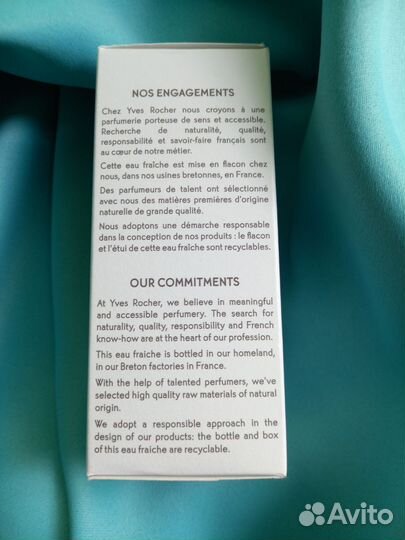 NOS ENGAGEMENTS
Chez Yves Rocher nous croyons à une
parfumerie porteuse de sens et accessible.
Recherche de naturalité, qualité,
responsabilité et savoir-faire français sont
au cœur de notre métier.
Cette eau fraîche est mise en flacon chez
nous, dans nos usines bretonnes, en France.
Des parfumeurs de talent ont sélectionné
avec nous des matières premières d'origine
naturelle de grande qualité.
Nous adoptons une démarche responsable
dans la conception de nos produits : le flacon
et l'étui de cette eau fraîche sont recyclables.
OUR COMMITMENTS
At Yves Rocher, we believe in meaningful
and accessible perfumery. The search for
naturality, quality, responsibility and French
know-how are at the heart of our profession.
This eau fraiche is bottled in our homeland,
in our Breton factories in France.
With the help of talented perfumers, we've
selected high quality raw materials of natural
origin.
We adopt a responsible approach in the
design of our products: the bottle and box
of this eau fraiche are recyclable.
Avito